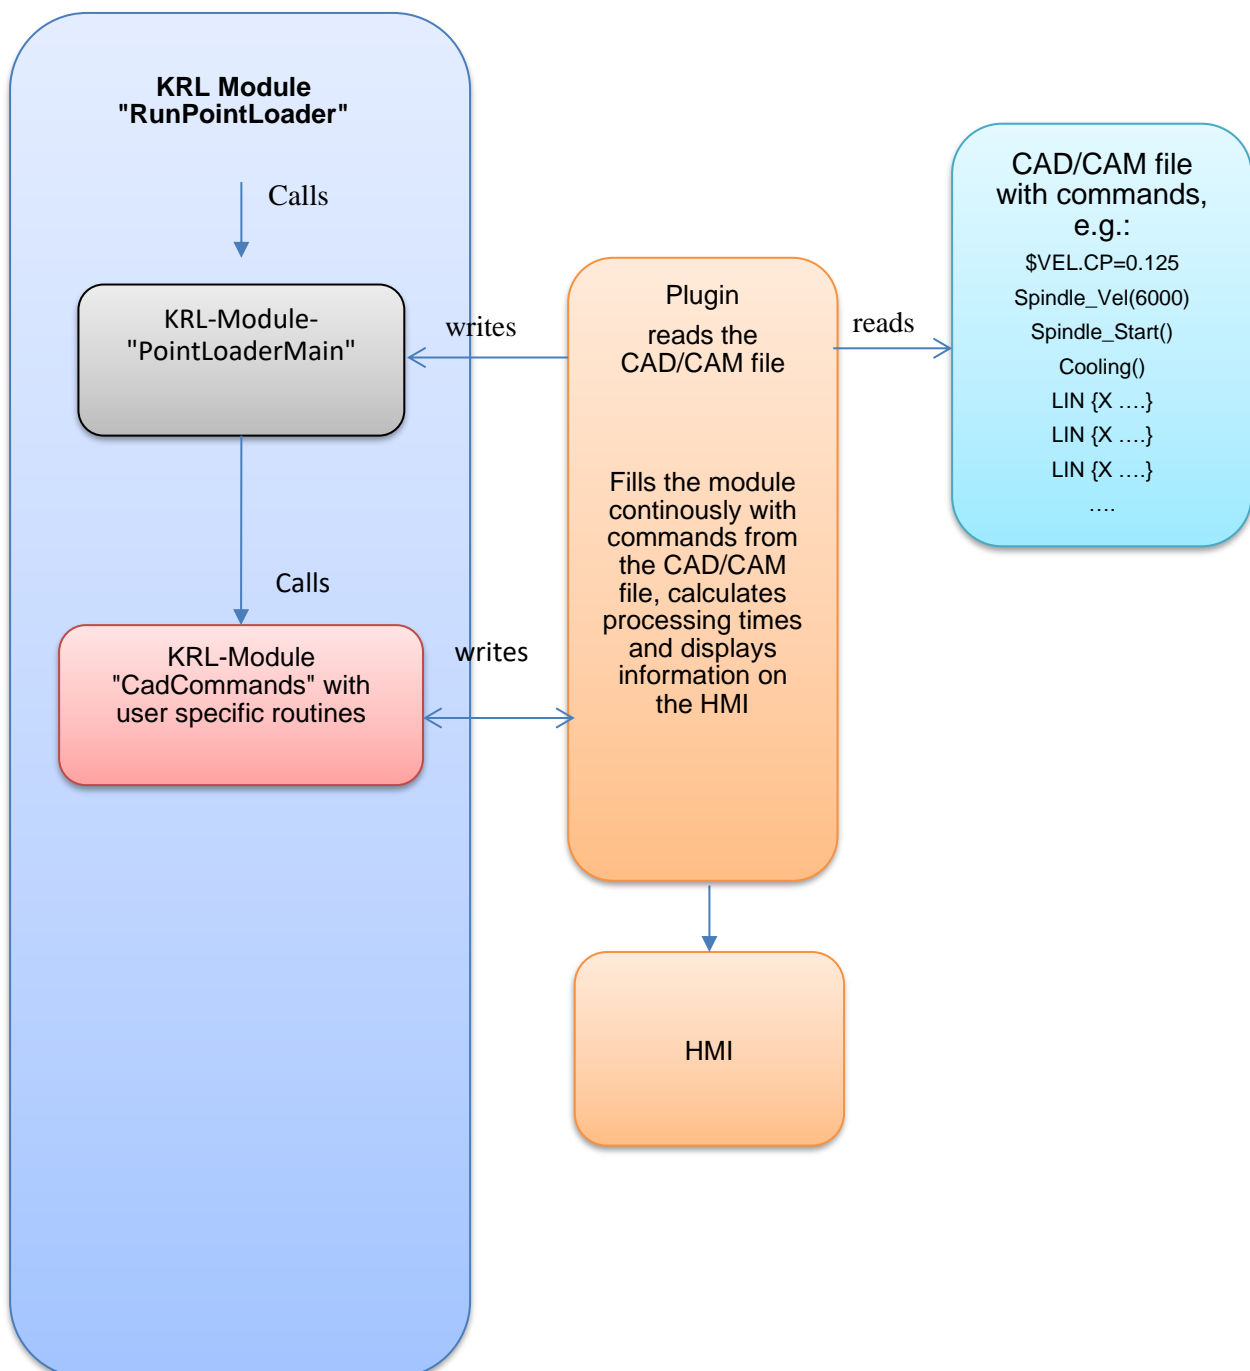 KRL Module
"RunPointLoader"
Calls
KRL-Module-
"PointLoaderMain"
Calls
KRL-Module
"CadCommands" with
user specific routines
writes
writes
Plugin
reads the
CAD/CAM file
Fills the module
continously with
commands from
the CAD/CAM
file, calculates
processing times
and displays
information on
the HMI
HMI
reads
CAD/CAM file
with commands,
e.g.:
$VEL.CP=0.125
Spindle_Vel(6000)
Spindle_Start()
Cooling()
LIN {X ….}
LIN {X ….}
LIN {X ….}
….